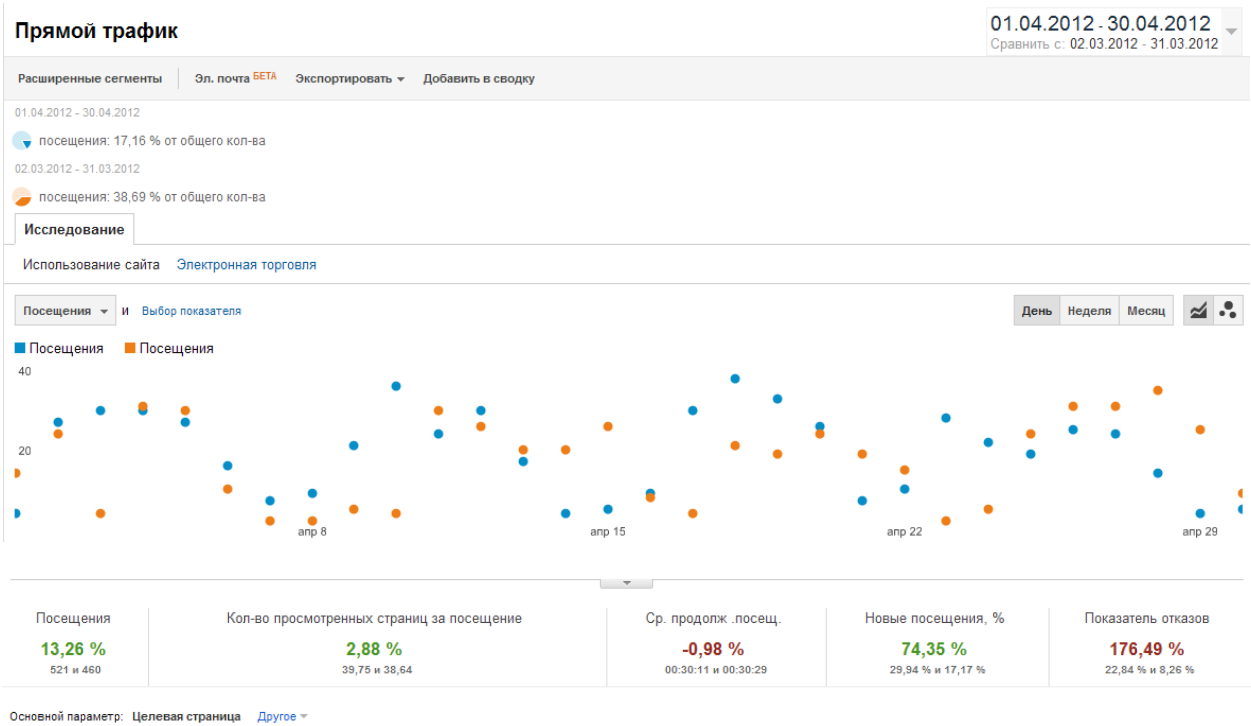 Прямой трафик
01.04.2012 - 30.04.2012
Сравнить с: 02.03.2012 - 31.03.2012
Расширенные сегменты Эл. почта БЕТА Экспортировать Добавить в сводку
01.04.2012 - 30.04.2012
посещения: 17,16 % от общего кол-ва
02.03.2012 - 31.03.2012
посещения: 38,69 % от общего кол-ва
Исследование
Использование сайта Электронная торговля
Посещения и Выбор показателя День Неделя Месяц
Посещения Посещения
40
20
апр 8 апр 15 апр 22 апр 29
Посещения Кол-во просмотренных страниц за посещение Ср. продолж .посещ. Новые посещения, % Показатель отказов
13,26 % 2,88 % -0,98 % 74,35 % 176,49 %
521 и 460 39,75 и 38,64 00:30:11 и 00:30:29 29,94 % и 17,17 % 22,84 % и 8,26 %
Основной параметр: Целевая страница Другое